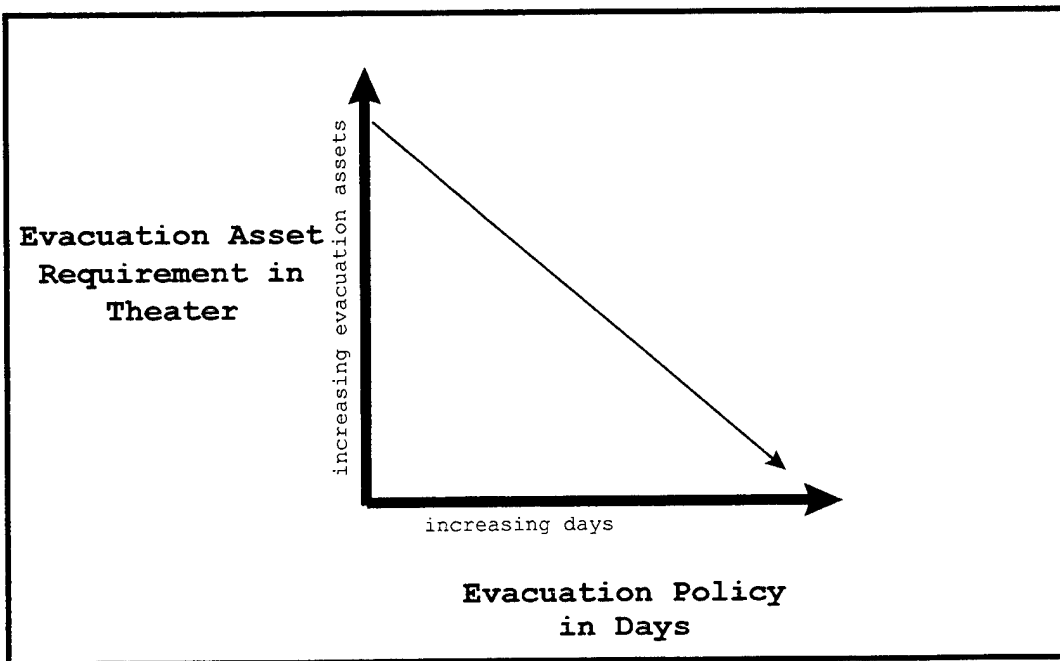 Evacuation Asset
Requirement in
Theater
increasing evacuation assets
increasing days
Evacuation Policy
in Days